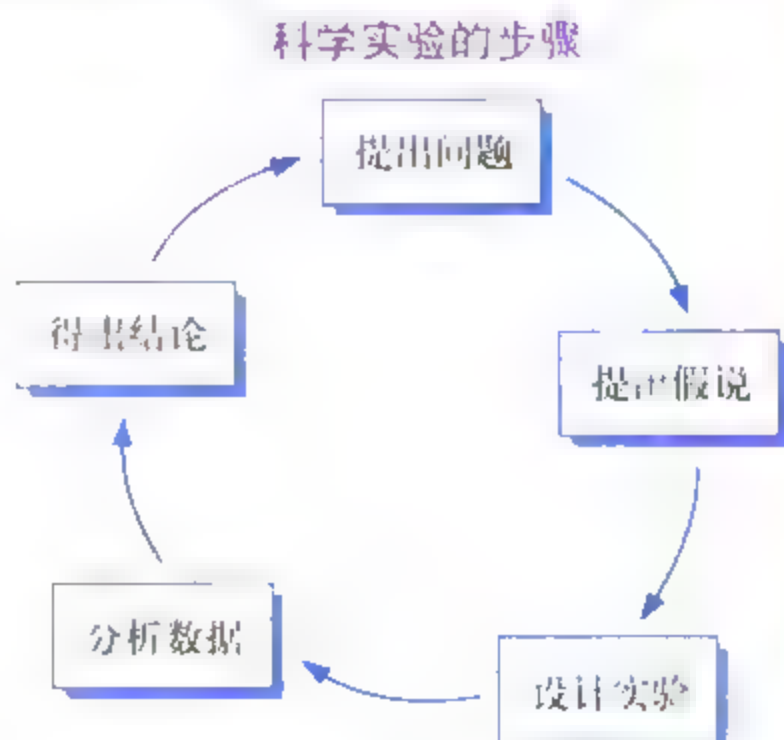 科学实验的步骤
提出问题
提出假说
设计实验
分析数据
得出结论